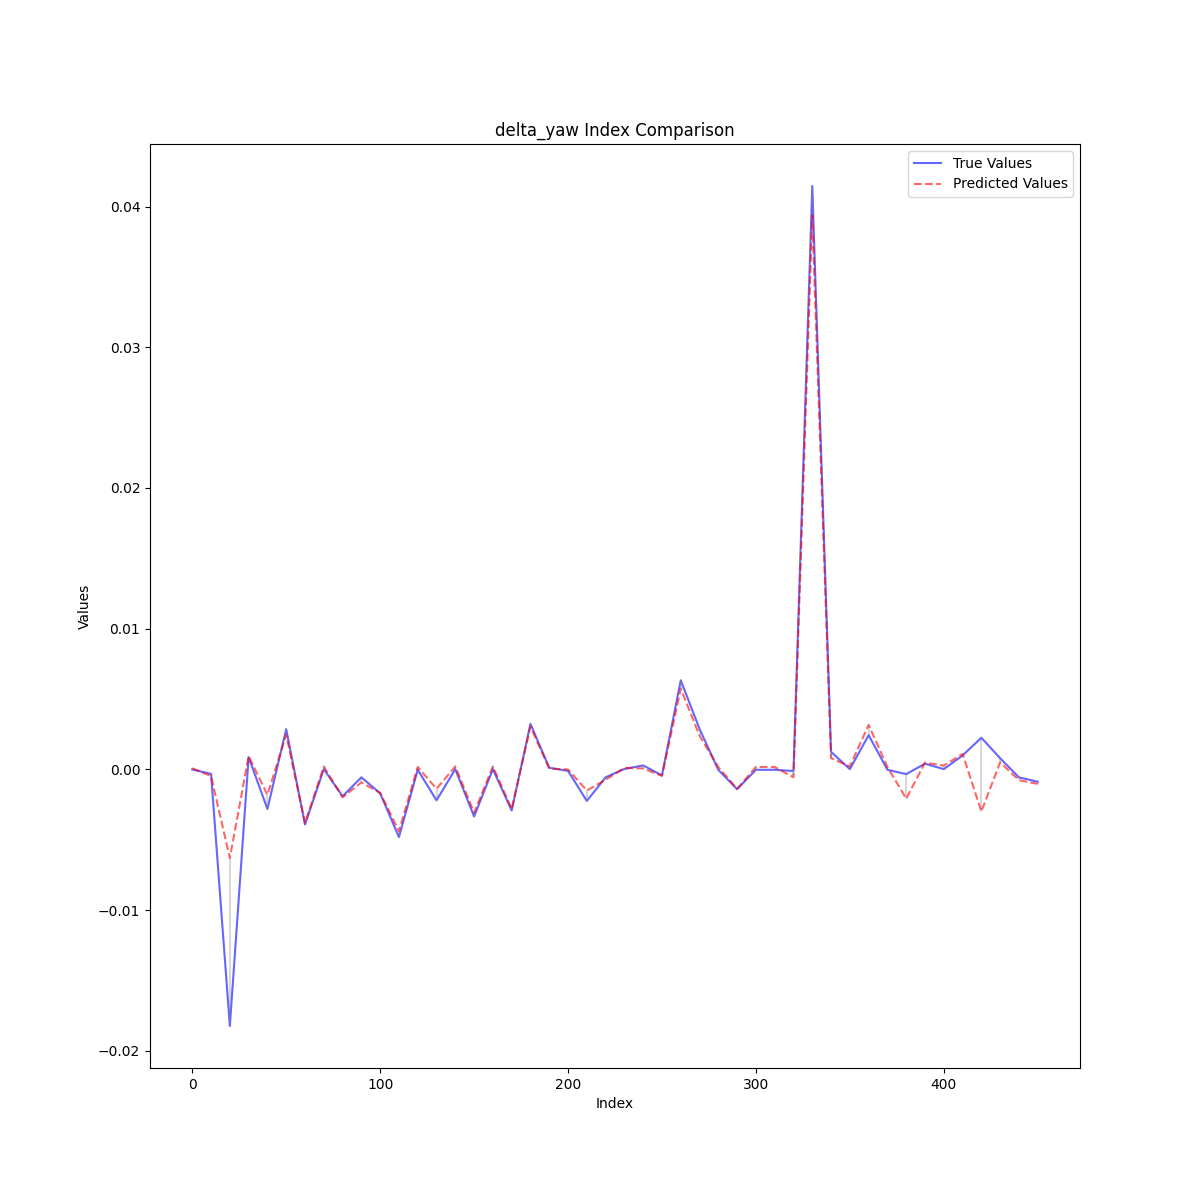 delta_yaw Index Comparison
True Values
Predicted Values
0.04
0.03
0.02
0.01
0.00
−0.01
−0.02
Values
0
100
200
300
400
Index